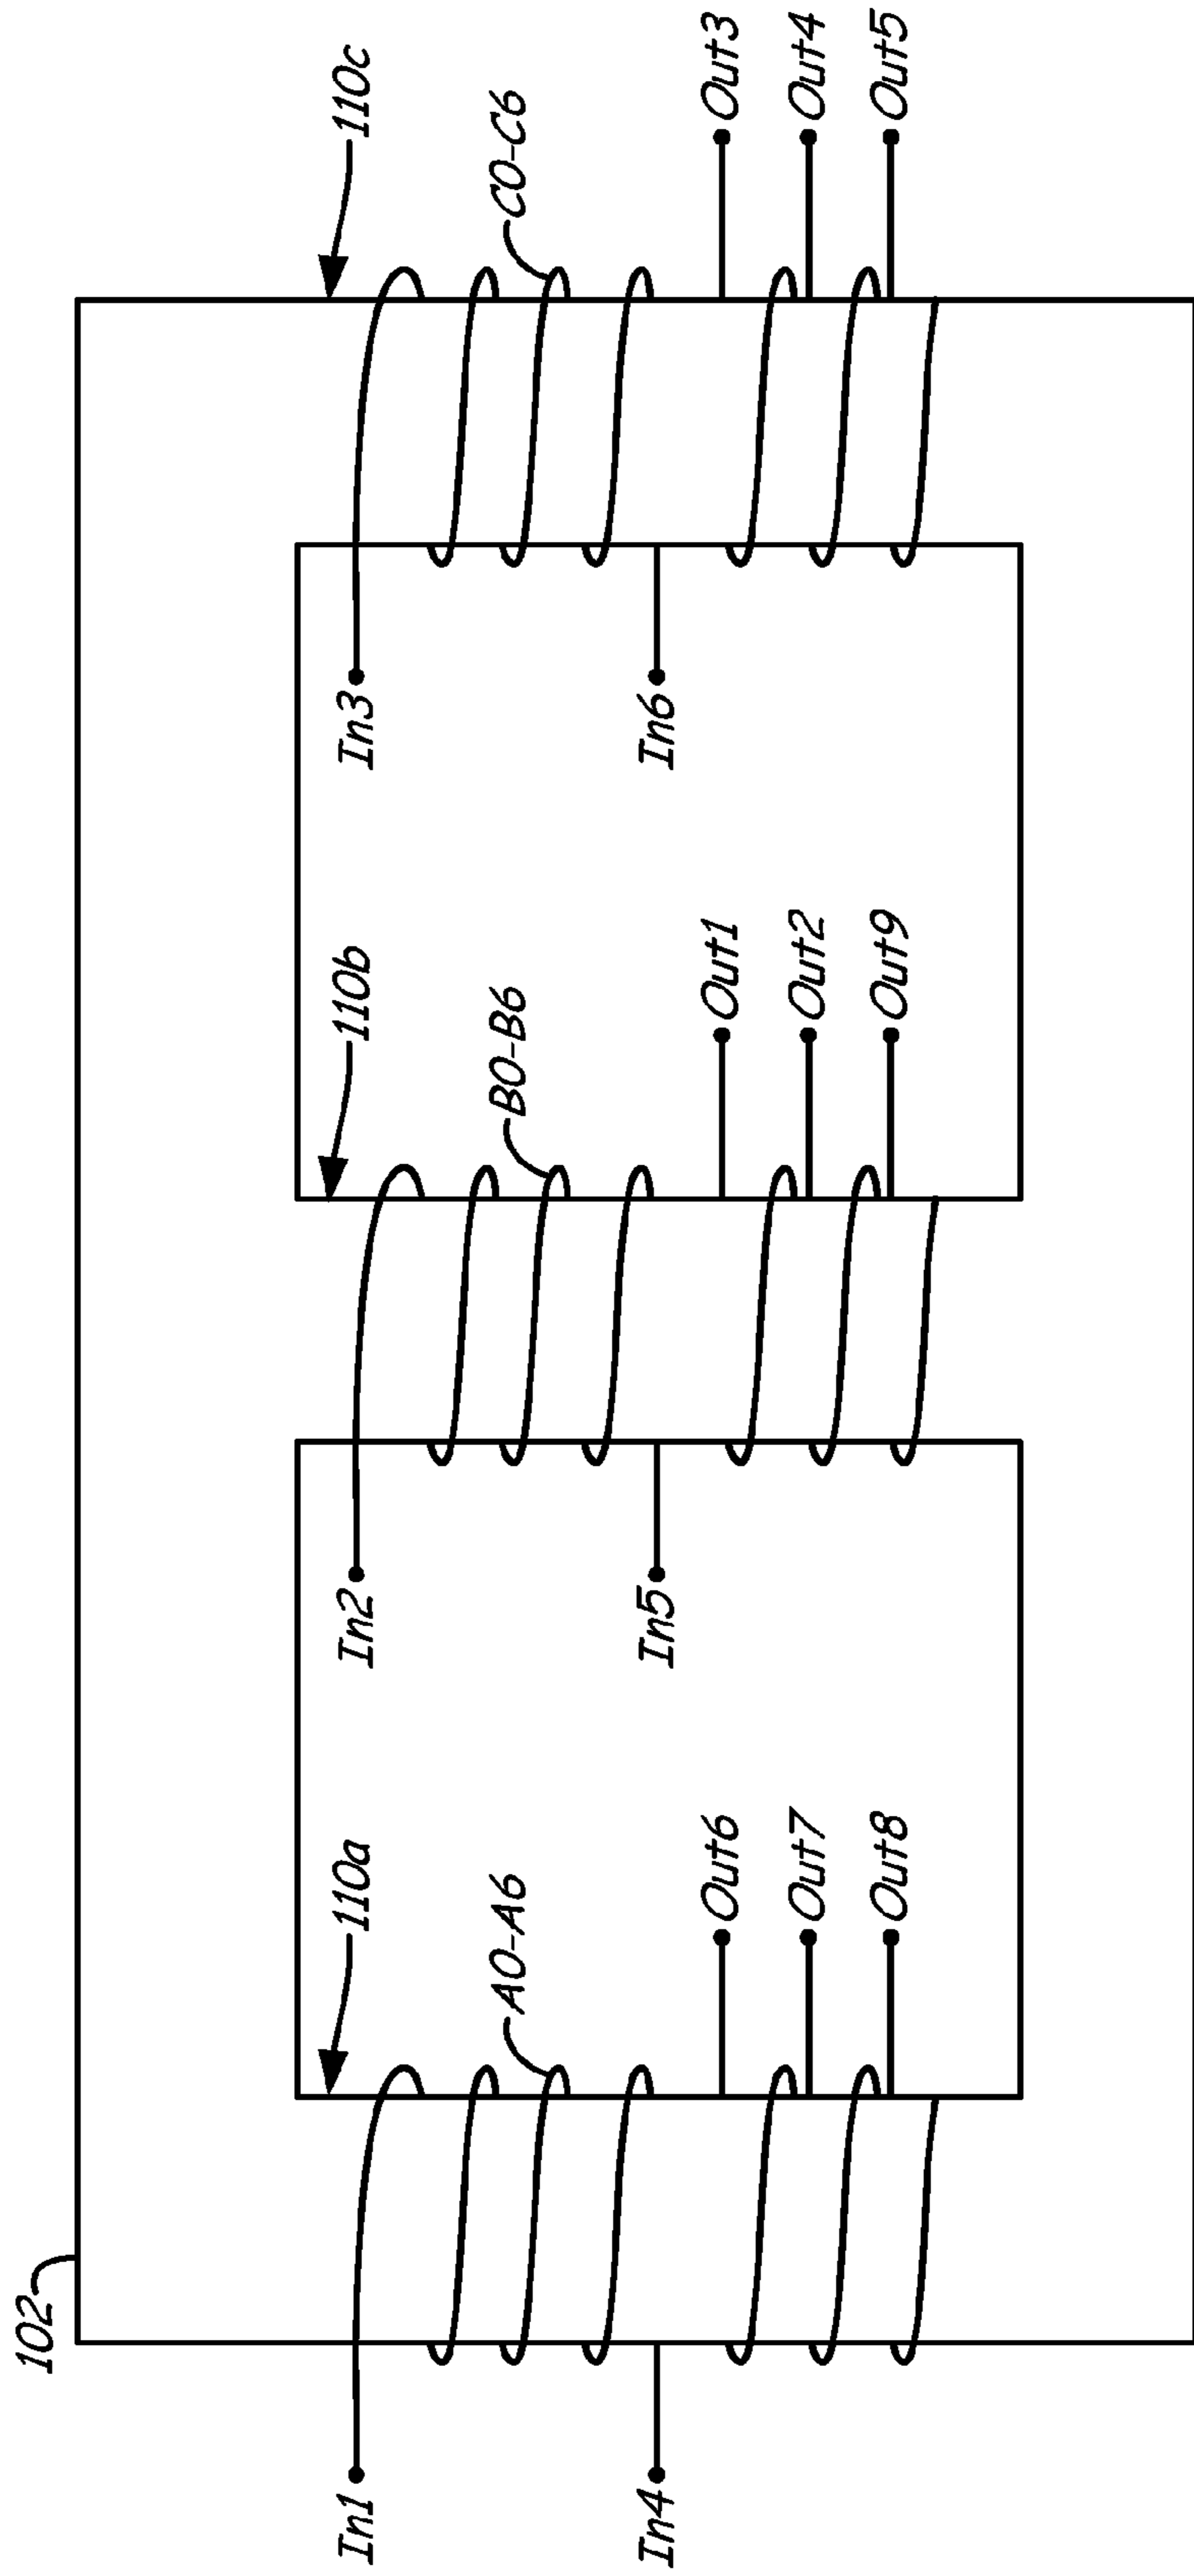 102
110a
110b
110c
In1
In2
In3
A0-A6
B0-B6
C0-C6
In4
In5
In6
Out6
Out1
Out3
Out7
Out2
Out4
Out8
Out9
Out5